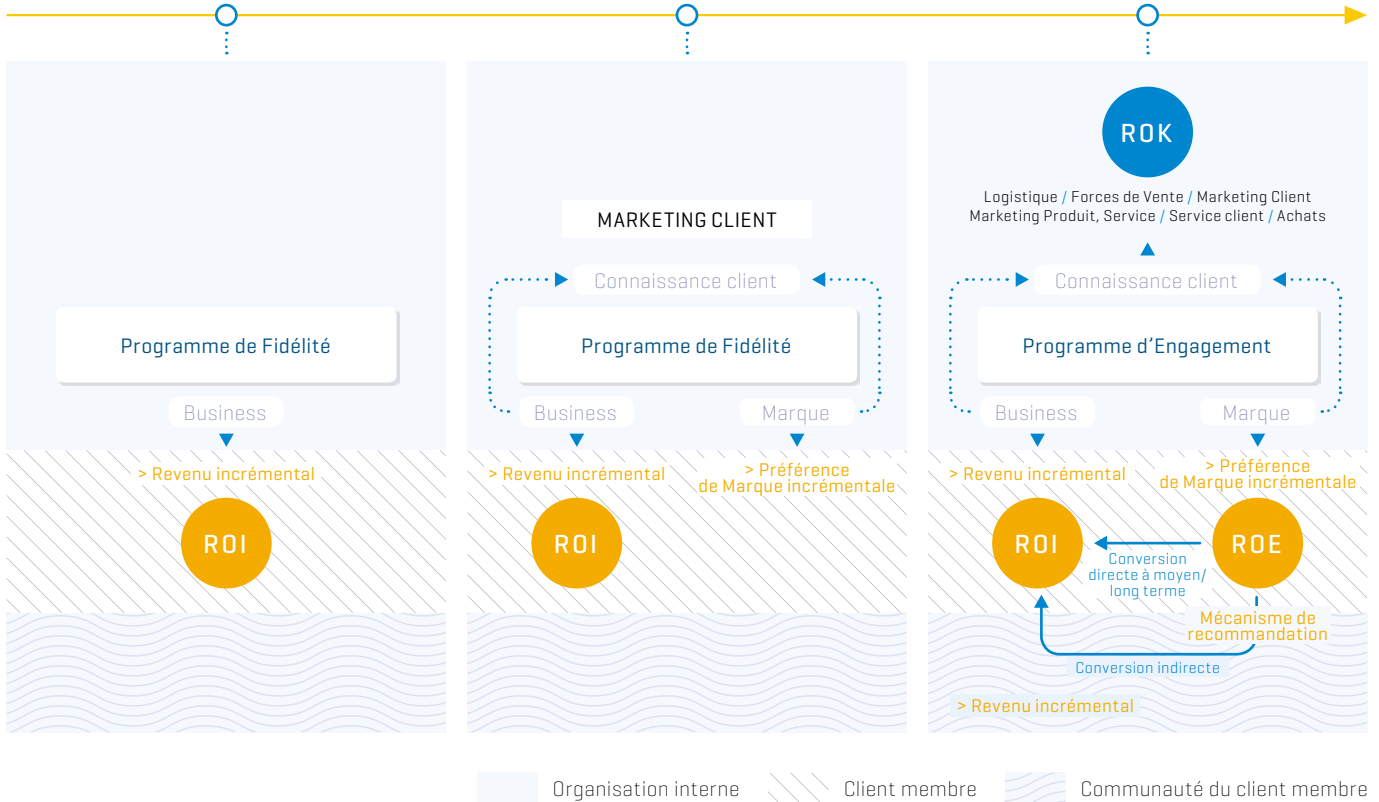 Programme de Fidélité
Business
> Revenu incrémental
ROI
MARKETING CLIENT
Connaissance client
Programme de Fidélité
Business
Marque
> Revenu incrémental
> Préférence
de Marque incrémentale
ROI
ROK
Logistique / Forces de Vente / Marketing Client
Marketing Produit, Service / Service client / Achats
Connaissance client
Programme d’Engagement
Business
Marque
> Revenu incrémental
> Préférence
de Marque incrémentale
ROI
ROE
Conversion
directe à moyen/
long terme
Mécanisme de
recommandation
Conversion indirecte
> Revenu incrémental
Organisation interne
Client membre
Communauté du client membre